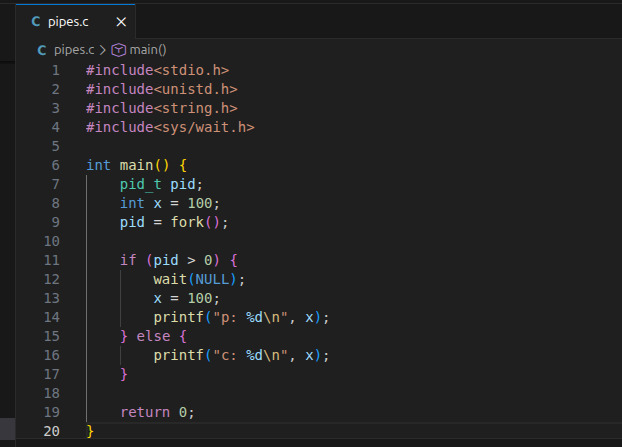 C pipes.c ×
C pipes.c > main()
1 #include<stdio.h>
2 #include<unistd.h>
3 #include<string.h>
4 #include<sys/wait.h>
5
6 int main() {
7     pid_t pid;
8     int x = 100;
9     pid = fork();
10
11     if (pid > 0) {
12         wait(NULL);
13         x = 100;
14         printf("p: %d\n", x);
15     } else {
16         printf("c: %d\n", x);
17     }
18
19     return 0;
20 }